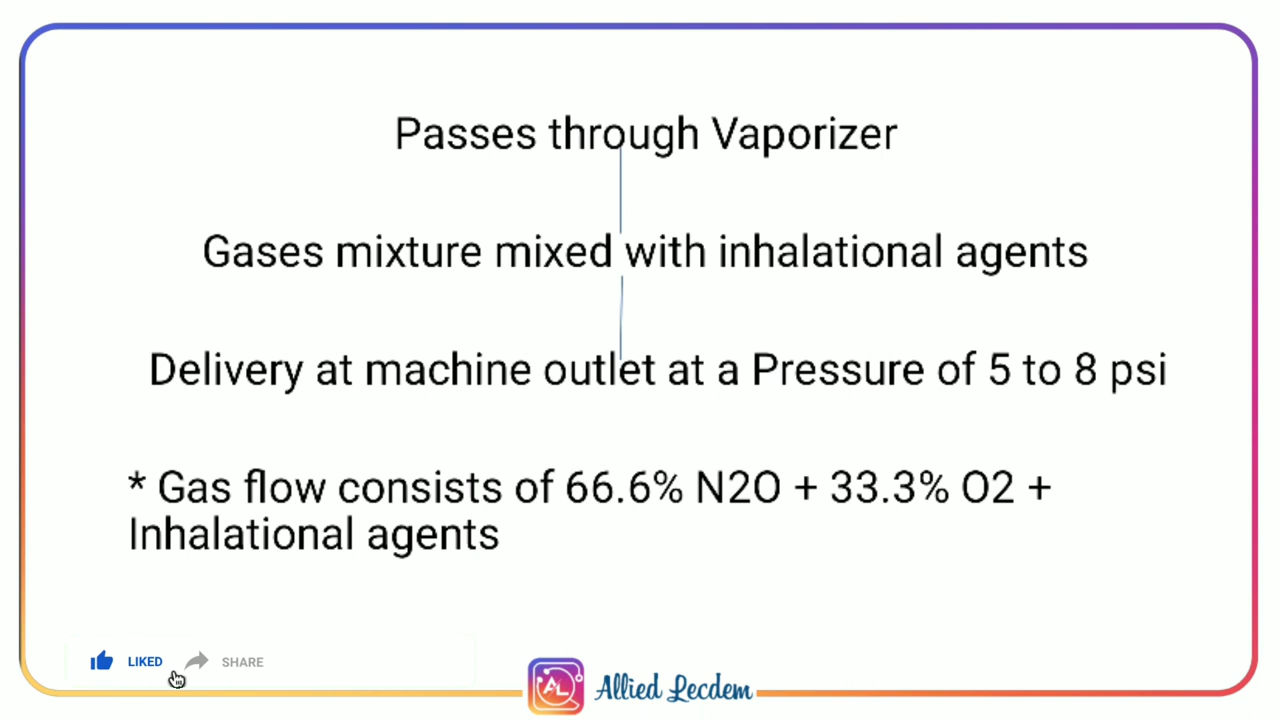 Passes through Vaporizer
Gases mixture mixed with inhalational agents
Delivery at machine outlet at a Pressure of 5 to 8 psi
* Gas flow consists of 66.6% N2O + 33.3% O2 +
Inhalational agents
LIKED SHARE
AL Allied Lecdem